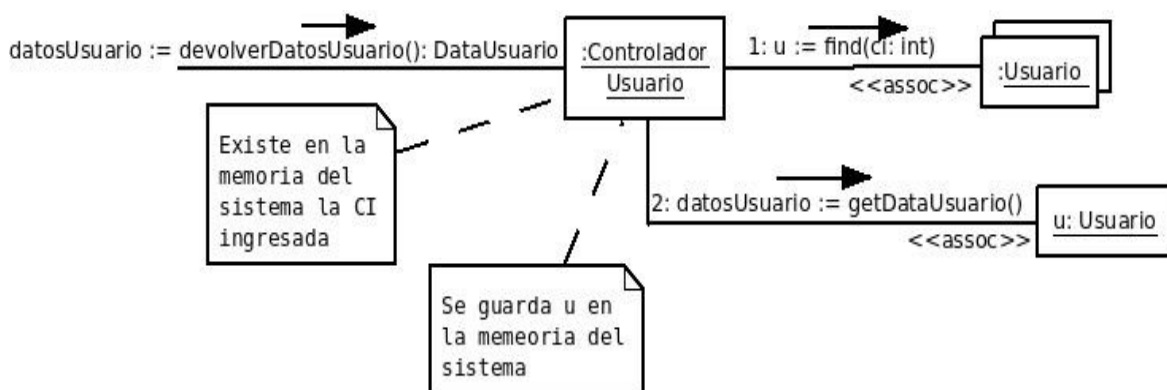 datosUsuario := devolverDatosUsuario(): DataUsuario
:Controlador
Usuario
1: u := find(ci: int)
<<assoc>>
:Usuario
Existe en la
memoria del
sistema la CI
ingresada
2: datosUsuario := getDataUsuario()
<<assoc>>
u: Usuario
Se guarda u en
la memeoria del
sistema